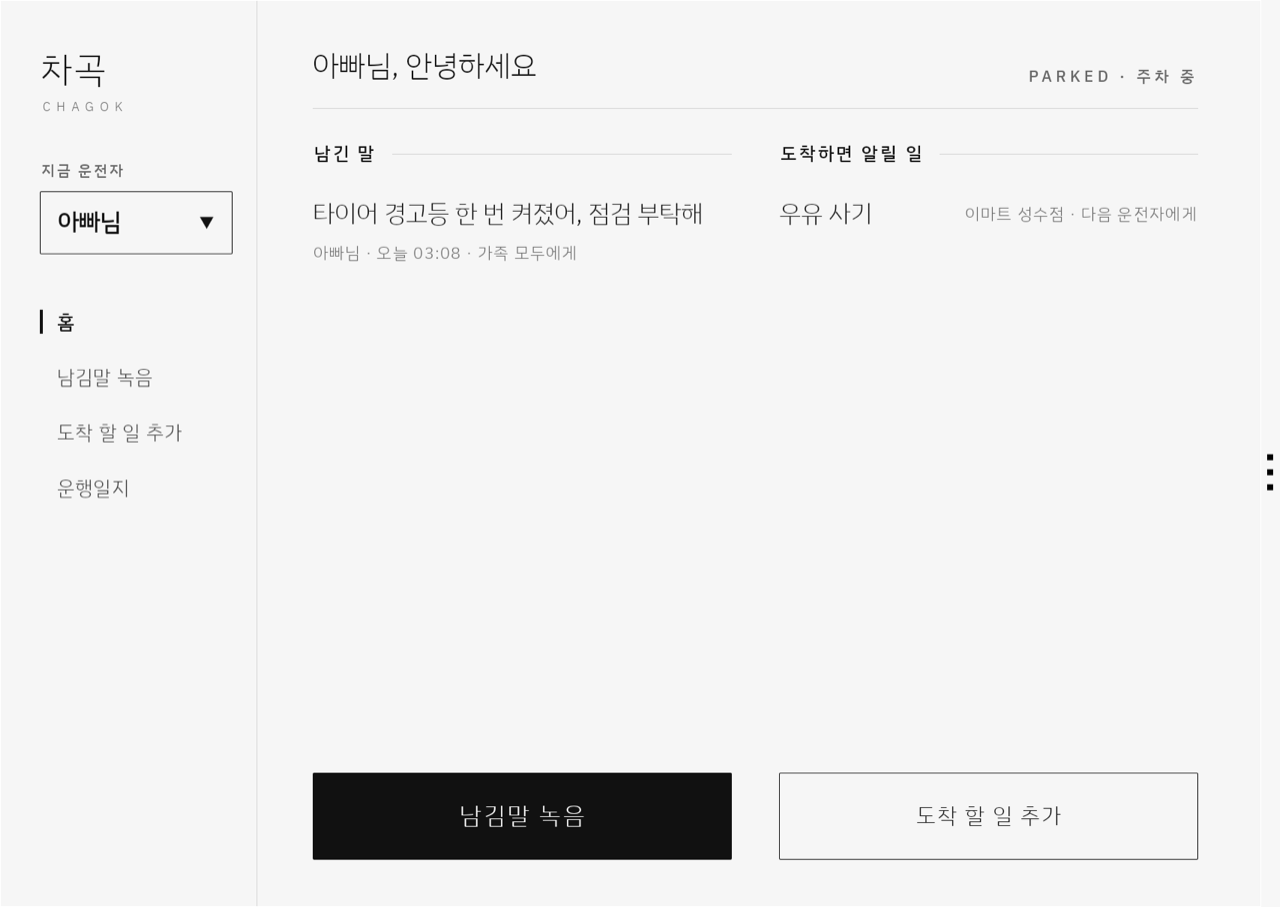 차곡
CHAGOK
지금 운전자
아빠님 ▼
홈
남김말 녹음
도착 할 일 추가
운행일지
아빠님, 안녕하세요
PARKED · 주차 중
남긴 말
타이어 경고등 한 번 켜졌어, 점검 부탁해
아빠님 · 오늘 03:08 · 가족 모두에게
도착하면 알릴 일
우유 사기 이마트 성수점 · 다음 운전자에게
남김말 녹음
도착 할 일 추가